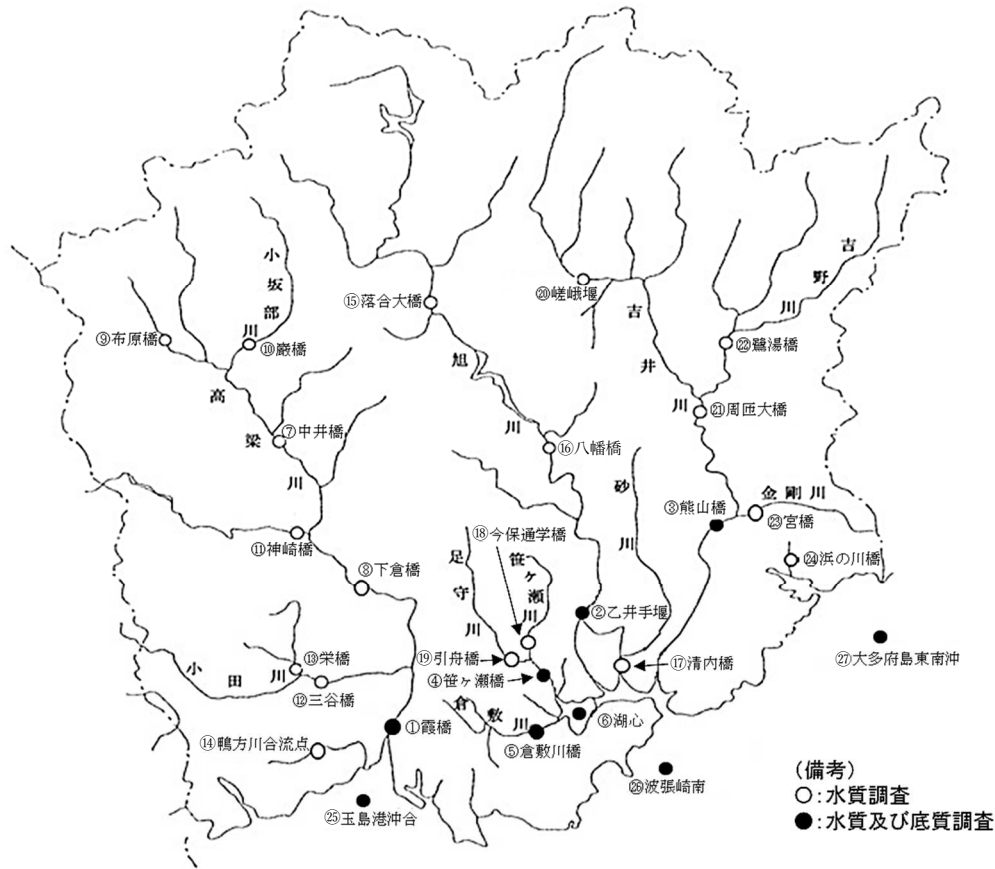 小坂部川
吉野川
⑮落合大橋
⑳嵯峨堰
吉井川
⑨布原橋
⑩巖橋
㉒鷺湯橋
旭川
高梁川
㉑周匝大橋
⑦中井橋
⑯八幡橋
砂川
金剛川
③熊山橋
㉓宮橋
⑱今保通学橋
⑪神崎橋
足守川
笹ヶ瀬川
㉔浜の川橋
⑧下倉橋
②乙井手堰
⑲引舟橋
⑰清内橋
㉗大多府島東南沖
⑬栄橋
小田川
④笹ヶ瀬橋
⑫三谷橋
倉敷川
⑥湖心
①霞橋
⑭鴨方川合流点
⑤倉敷川橋
㉖波張崎南
㉕玉島港沖合
（備考）
○：水質調査
●：水質及び底質調査